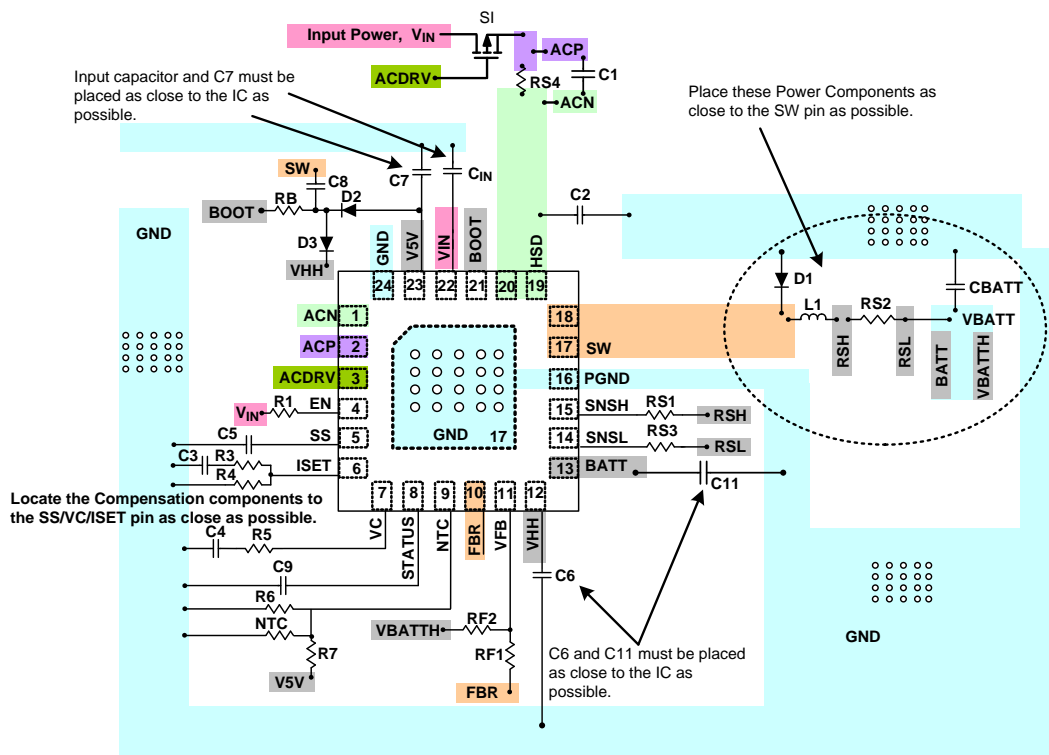 SI
Input Power, VIN
ACP
ACDRV
RS4
C1
ACN
Input capacitor and C7 must be
placed as close to the IC as
possible.
Place these Power Components as
close to the SW pin as possible.
SW
C8
C7
CIN
D2
RB
BOOT
C2
GND
D3
VHH
GND
V5V
VIN
BOOT
HSD
24
23
22
21
20
19
D1
CBATT
L1
RS2
VBATT
RSH
RSL
BATT
VBATTH
ACN
1
ACP
2
ACDRV
3
VIN
R1
EN
4
C5
SS
5
C3
R3
ISET
6
R4
18
17
SW
16
PGND
15
SNSH
RS1
RSH
14
SNSL
RS3
RSL
13
BATT
C11
GND
17
Locate the Compensation components to
the SS/VC/ISET pin as close as possible.
7
8
9
10
11
12
VC
STATUS
NTC
FBR
VFB
VHH
C4
R5
C9
C6
R6
NTC
R7
V5V
VBATTH
RF2
RF1
FBR
C6 and C11 must be placed
as close to the IC as
possible.
GND